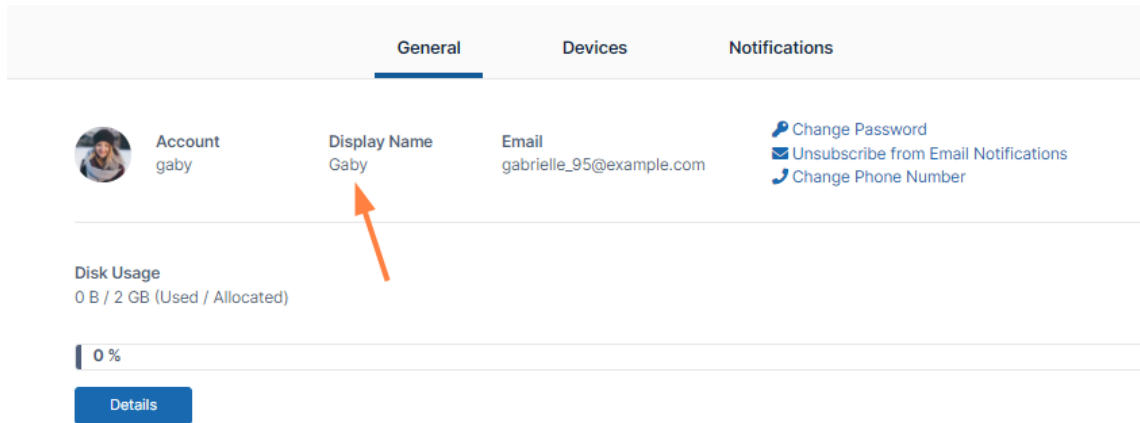 General Devices Notifications
Account Display Name Email
gaby Gaby gabrielle_95@example.com
Change Password
Unsubscribe from Email Notifications
Change Phone Number
Disk Usage
0 B / 2 GB (Used / Allocated)
0 %
Details